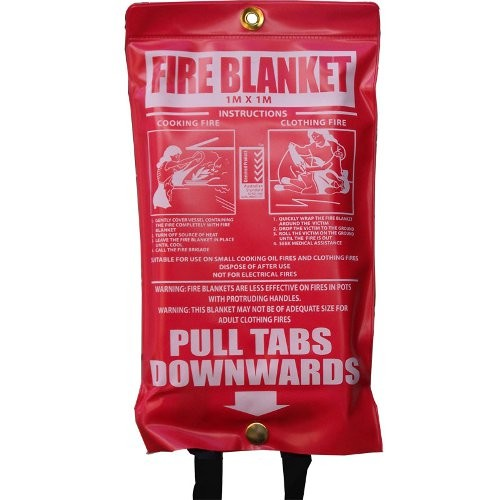 FIRE BLANKET
1M X 1M
INSTRUCTIONS
COOKING FIRE
CLOTHING FIRE
1. GENTLY COVER VESSEL CONTAINING
THE FIRE COMPLETELY WITH FIRE
BLANKET
2. TURN OFF SOURCE OF HEAT
3. LEAVE THE FIRE BLANKET IN PLACE
UNTIL COOL
4. CALL THE FIRE BRIGADE
1. QUICKLY WRAP THE FIRE BLANKET
AROUND THE VICTIM
2. DROP THE VICTIM TO THE GROUND
3. ROLL THE VICTIM ON THE GROUND
UNTIL THE FIRE IS OUT
4. SEEK MEDICAL ASSISTANCE
SUITABLE FOR USE ON SMALL COOKING OIL FIRES AND CLOTHING FIRES
DISPOSE OF AFTER USE
NOT FOR ELECTRICAL FIRES
WARNING: FIRE BLANKETS ARE LESS EFFECTIVE ON FIRES IN POTS
WITH PROTRUDING HANDLES.
WARNING: THIS BLANKET MAY NOT BE OF ADEQUATE SIZE FOR
ADULT CLOTHING FIRES
PULL TABS
DOWNWARDS